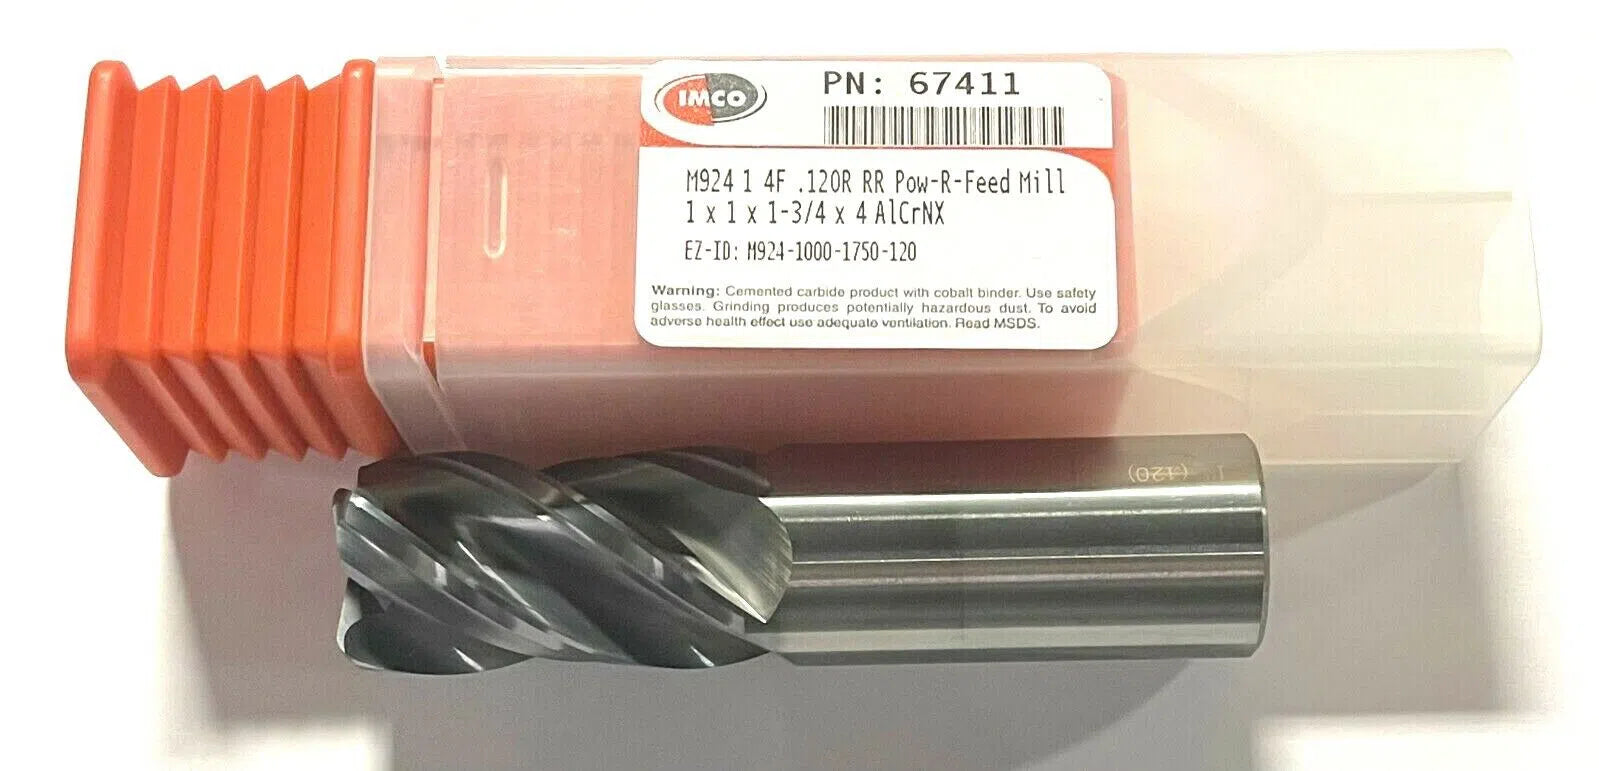 IMCO
PN: 67411
M924 1 4F .120R RR Pow-R-Feed Mill
1 x 1 x 1-3/4 x 4 AlCrNX
EZ-ID: M924-1000-1750-120
Warning: Cemented carbide product with cobalt binder. Use safety
glasses. Grinding produces potentially hazardous dust. To avoid
adverse health effect use adequate ventilation. Read MSDS.
(.120)